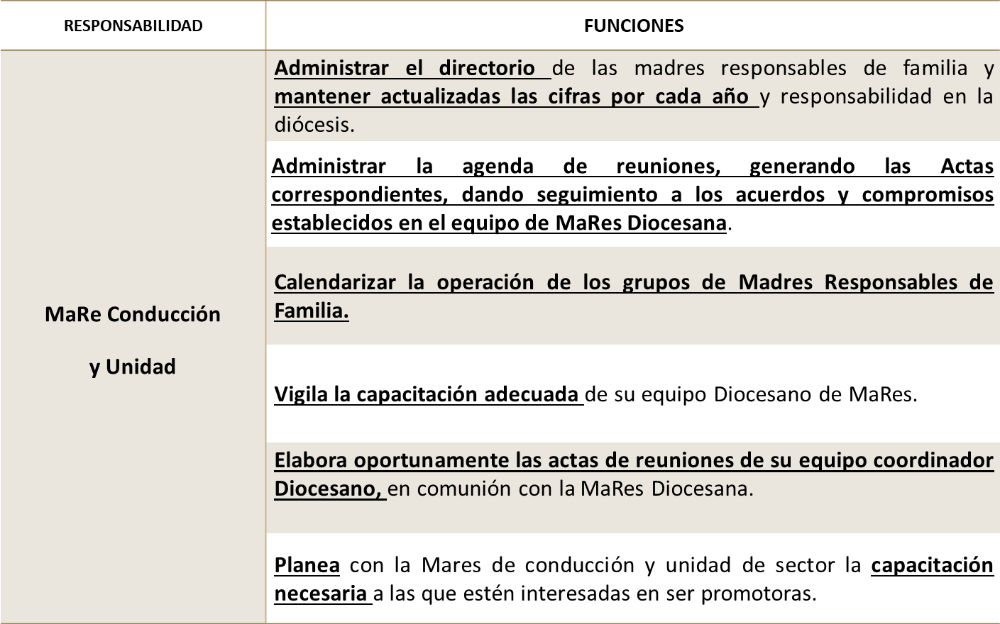 RESPONSABILIDAD
FUNCIONES
MaRe Conducción
y Unidad
Administrar el directorio de las madres responsables de familia y
mantener actualizadas las cifras por cada año y responsabilidad en la
diócesis.
Administrar la agenda de reuniones, generando las Actas
correspondientes, dando seguimiento a los acuerdos y compromisos
establecidos en el equipo de MaRes Diocesana.
Calendarizar la operación de los grupos de Madres Responsables de
Familia.
Vigila la capacitación adecuada de su equipo Diocesano de MaRes.
Elabora oportunamente las actas de reuniones de su equipo coordinador
Diocesano, en comunión con la MaRes Diocesana.
Planea con la Mares de conducción y unidad de sector la capacitación
necesaria a las que estén interesadas en ser promotoras.